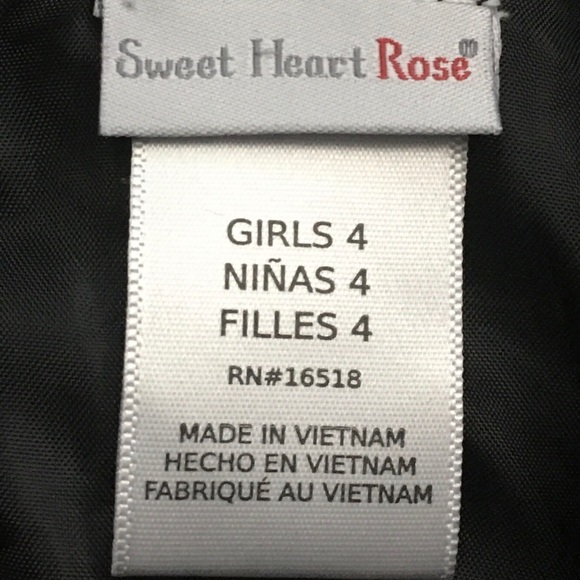 Sweet Heart Rose
GIRLS 4
NIÑAS 4
FILLES 4
RN#16518
MADE IN VIETNAM
HECHO EN VIETNAM
FABRIQUÉ AU VIETNAM